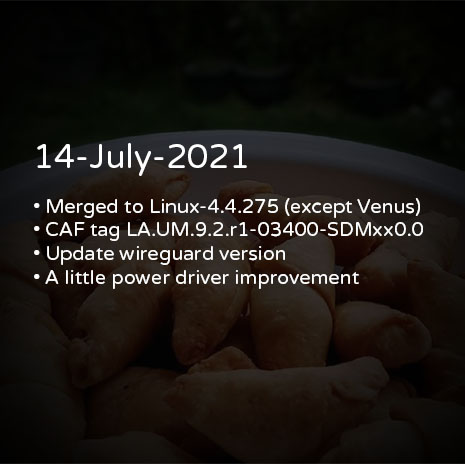 14-July-2021
• Merged to Linux-4.4.275 (except Venus)
• CAF tag LA.UM.9.2.r1-03400-SDMxx0.0
• Update wireguard version
• A little power driver improvement